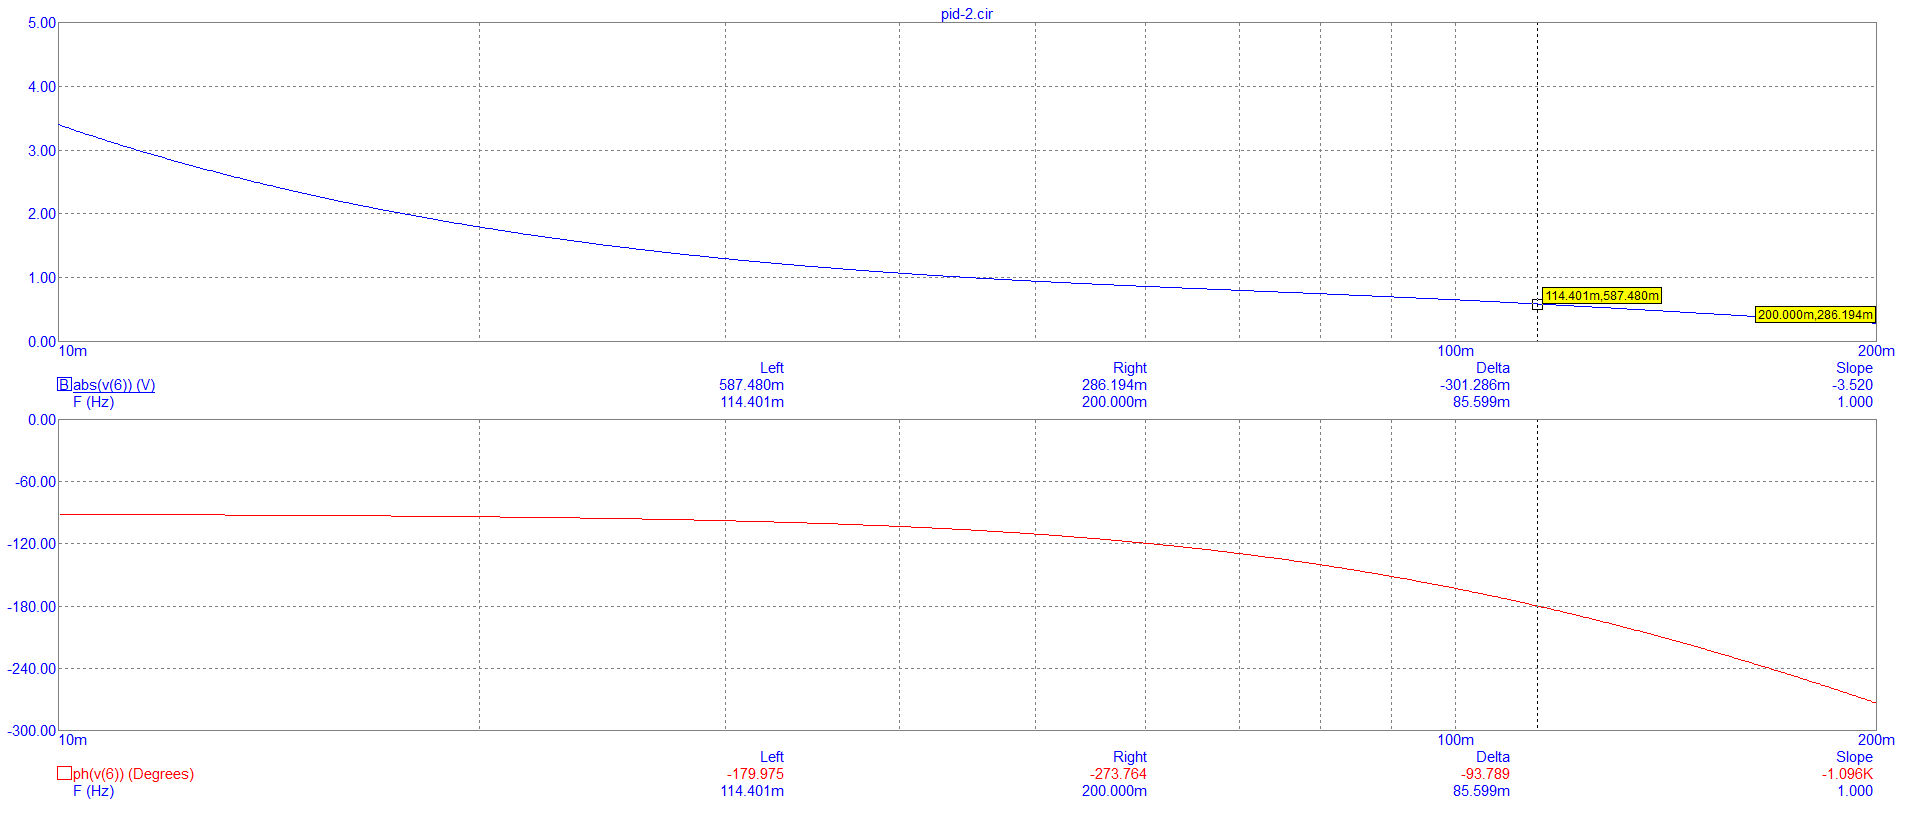 pid-2.cir
5.00
4.00
3.00
2.00
1.00
114.401m,587.480m
200.000m,286.194m
0.00
10m 100m 200m
Left Right Delta Slope
B abs(v(6)) (V) 587.480m 286.194m -301.286m -3.520
F (Hz) 114.401m 200.000m 85.599m 1.000
0.00
-60.00
-120.00
-180.00
-240.00
-300.00
10m 100m 200m
Left Right Delta Slope
ph(v(6)) (Degrees) -179.975 -273.764 -93.789 -1.096K
F (Hz) 114.401m 200.000m 85.599m 1.000